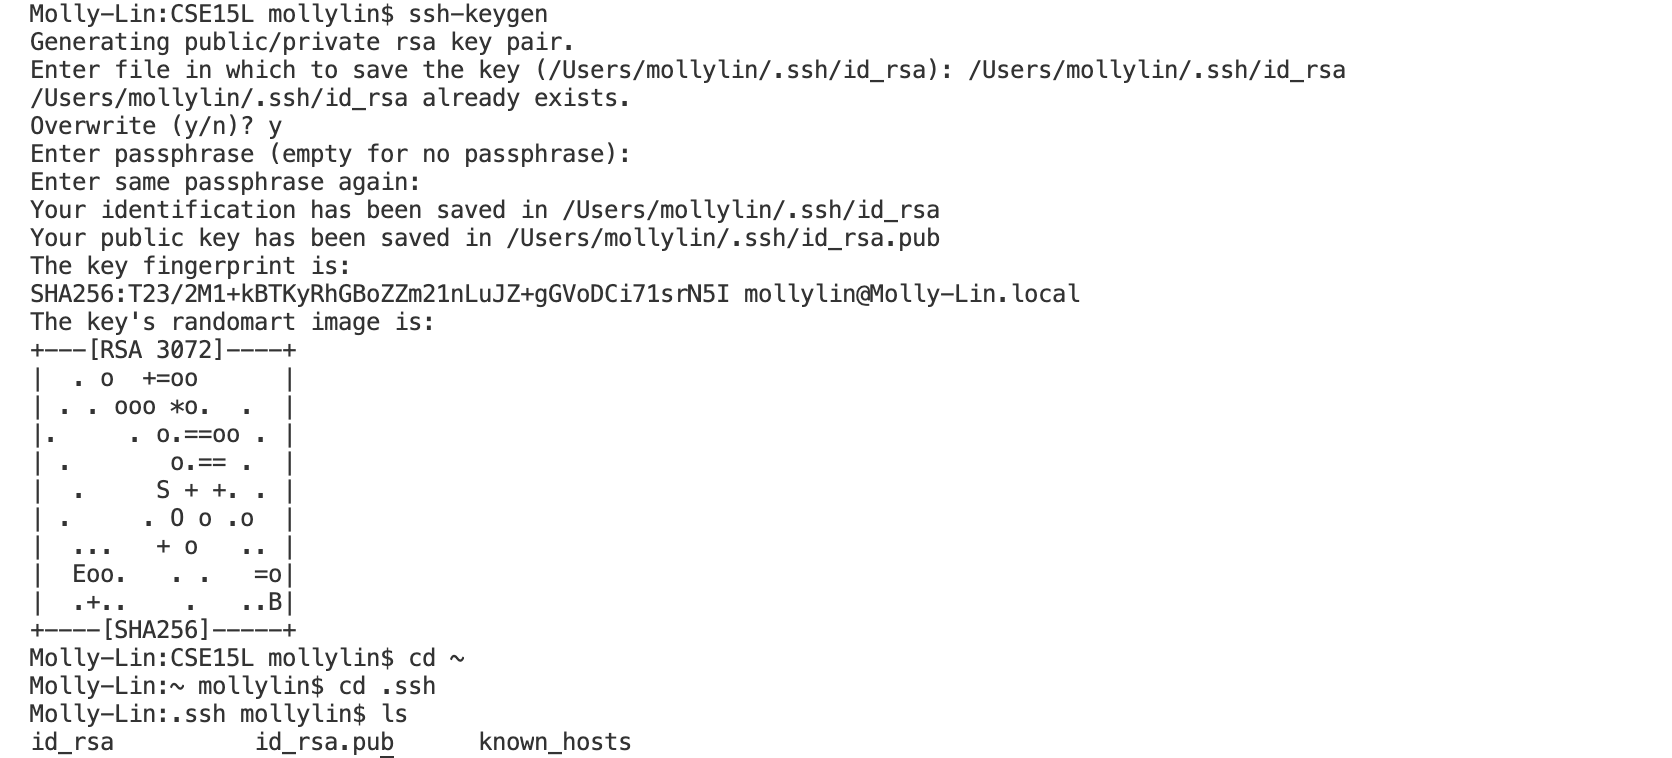 Molly-Lin:CSE15L mollylin$ ssh-keygen
Generating public/private rsa key pair.
Enter file in which to save the key (/Users/mollylin/.ssh/id_rsa): /Users/mollylin/.ssh/id_rsa
/Users/mollylin/.ssh/id_rsa already exists.
Overwrite (y/n)? y
Enter passphrase (empty for no passphrase):
Enter same passphrase again:
Your identification has been saved in /Users/mollylin/.ssh/id_rsa
Your public key has been saved in /Users/mollylin/.ssh/id_rsa.pub
The key fingerprint is:
SHA256:T23/2M1+kBTKyRhGBoZZm21nLuJZ+gGVoDCi71srN5I mollylin@Molly-Lin.local
The key's randomart image is:
+---[RSA 3072]----+
|  . o  +=oo      |
| . . ooo *o.  .  |
|.     . o.==oo . |
| .       o.== .  |
|  .     S + +. . |
| .     . O o .o  |
|  ...   + o   .. |
|  Eoo.   . .   =o|
|  .+..    .   ..B|
+----[SHA256]-----+
Molly-Lin:CSE15L mollylin$ cd ~
Molly-Lin:~ mollylin$ cd .ssh
Molly-Lin:.ssh mollylin$ ls
id_rsa          id_rsa.pub      known_hosts